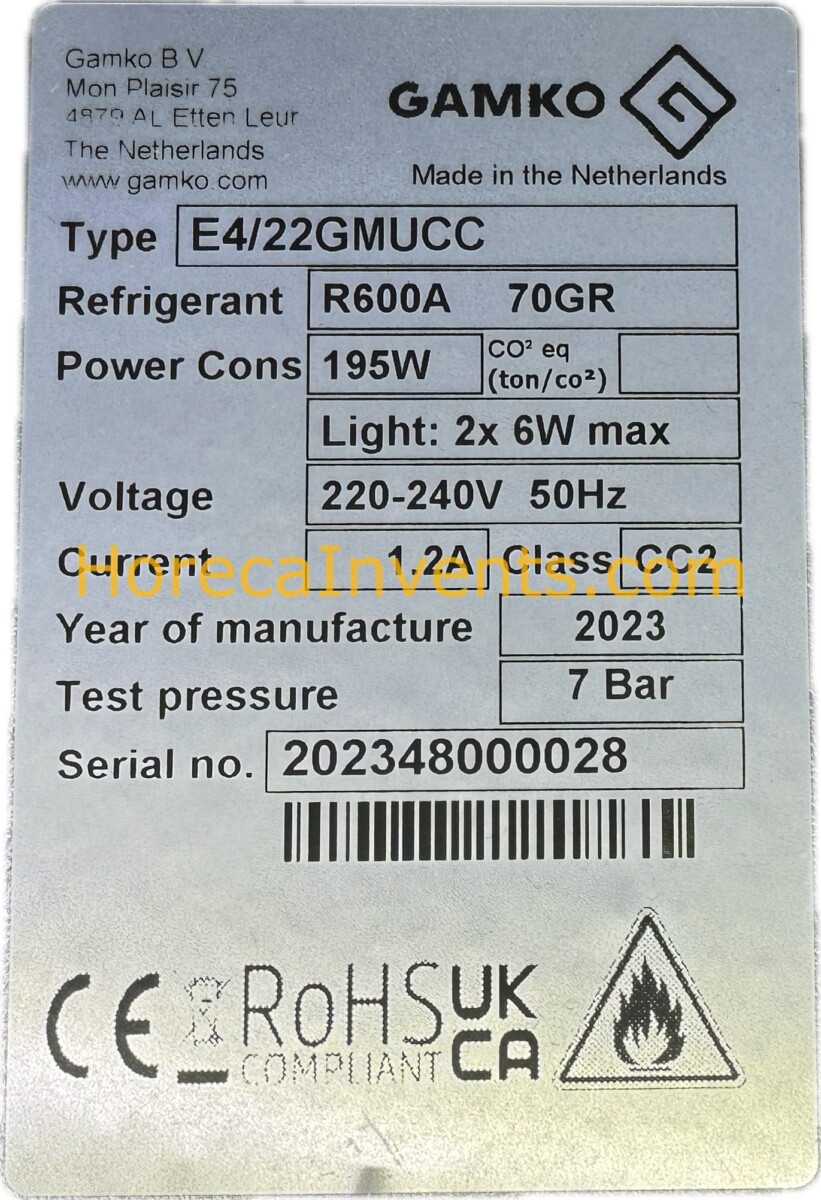 Gamko B V
Mon Plaisir 75
4879 AL Etten Leur
The Netherlands
www gamko.com
GAMKO
Made in the Netherlands
Type E4/22GMUCC
Refrigerant R600A 70GR
Power Cons 195W CO² eq
(ton/co²)
Light: 2x 6W max
Voltage 220-240V 50Hz
Current 1.2A Class CC2
HorecaInvents.com
Year of manufacture 2023
Test pressure 7 Bar
Serial no. 202348000028
CE RoHS UK
COMPLIANT CA